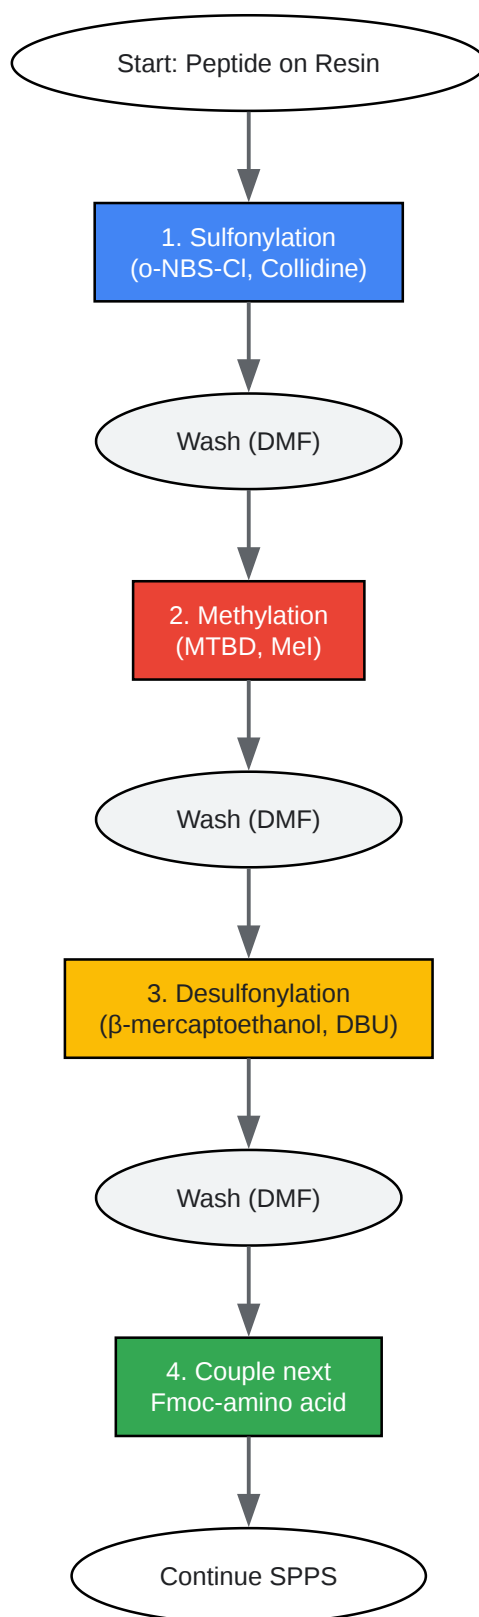 Start: Peptide on Resin
1. Sulfonylation
(o-NBS-Cl, Collidine)
Wash (DMF)
2. Methylation
(MTBD, MeI)
Wash (DMF)
3. Desulfonylation
(β-mercaptoethanol, DBU)
Wash (DMF)
4. Couple next
Fmoc-amino acid
Continue SPPS